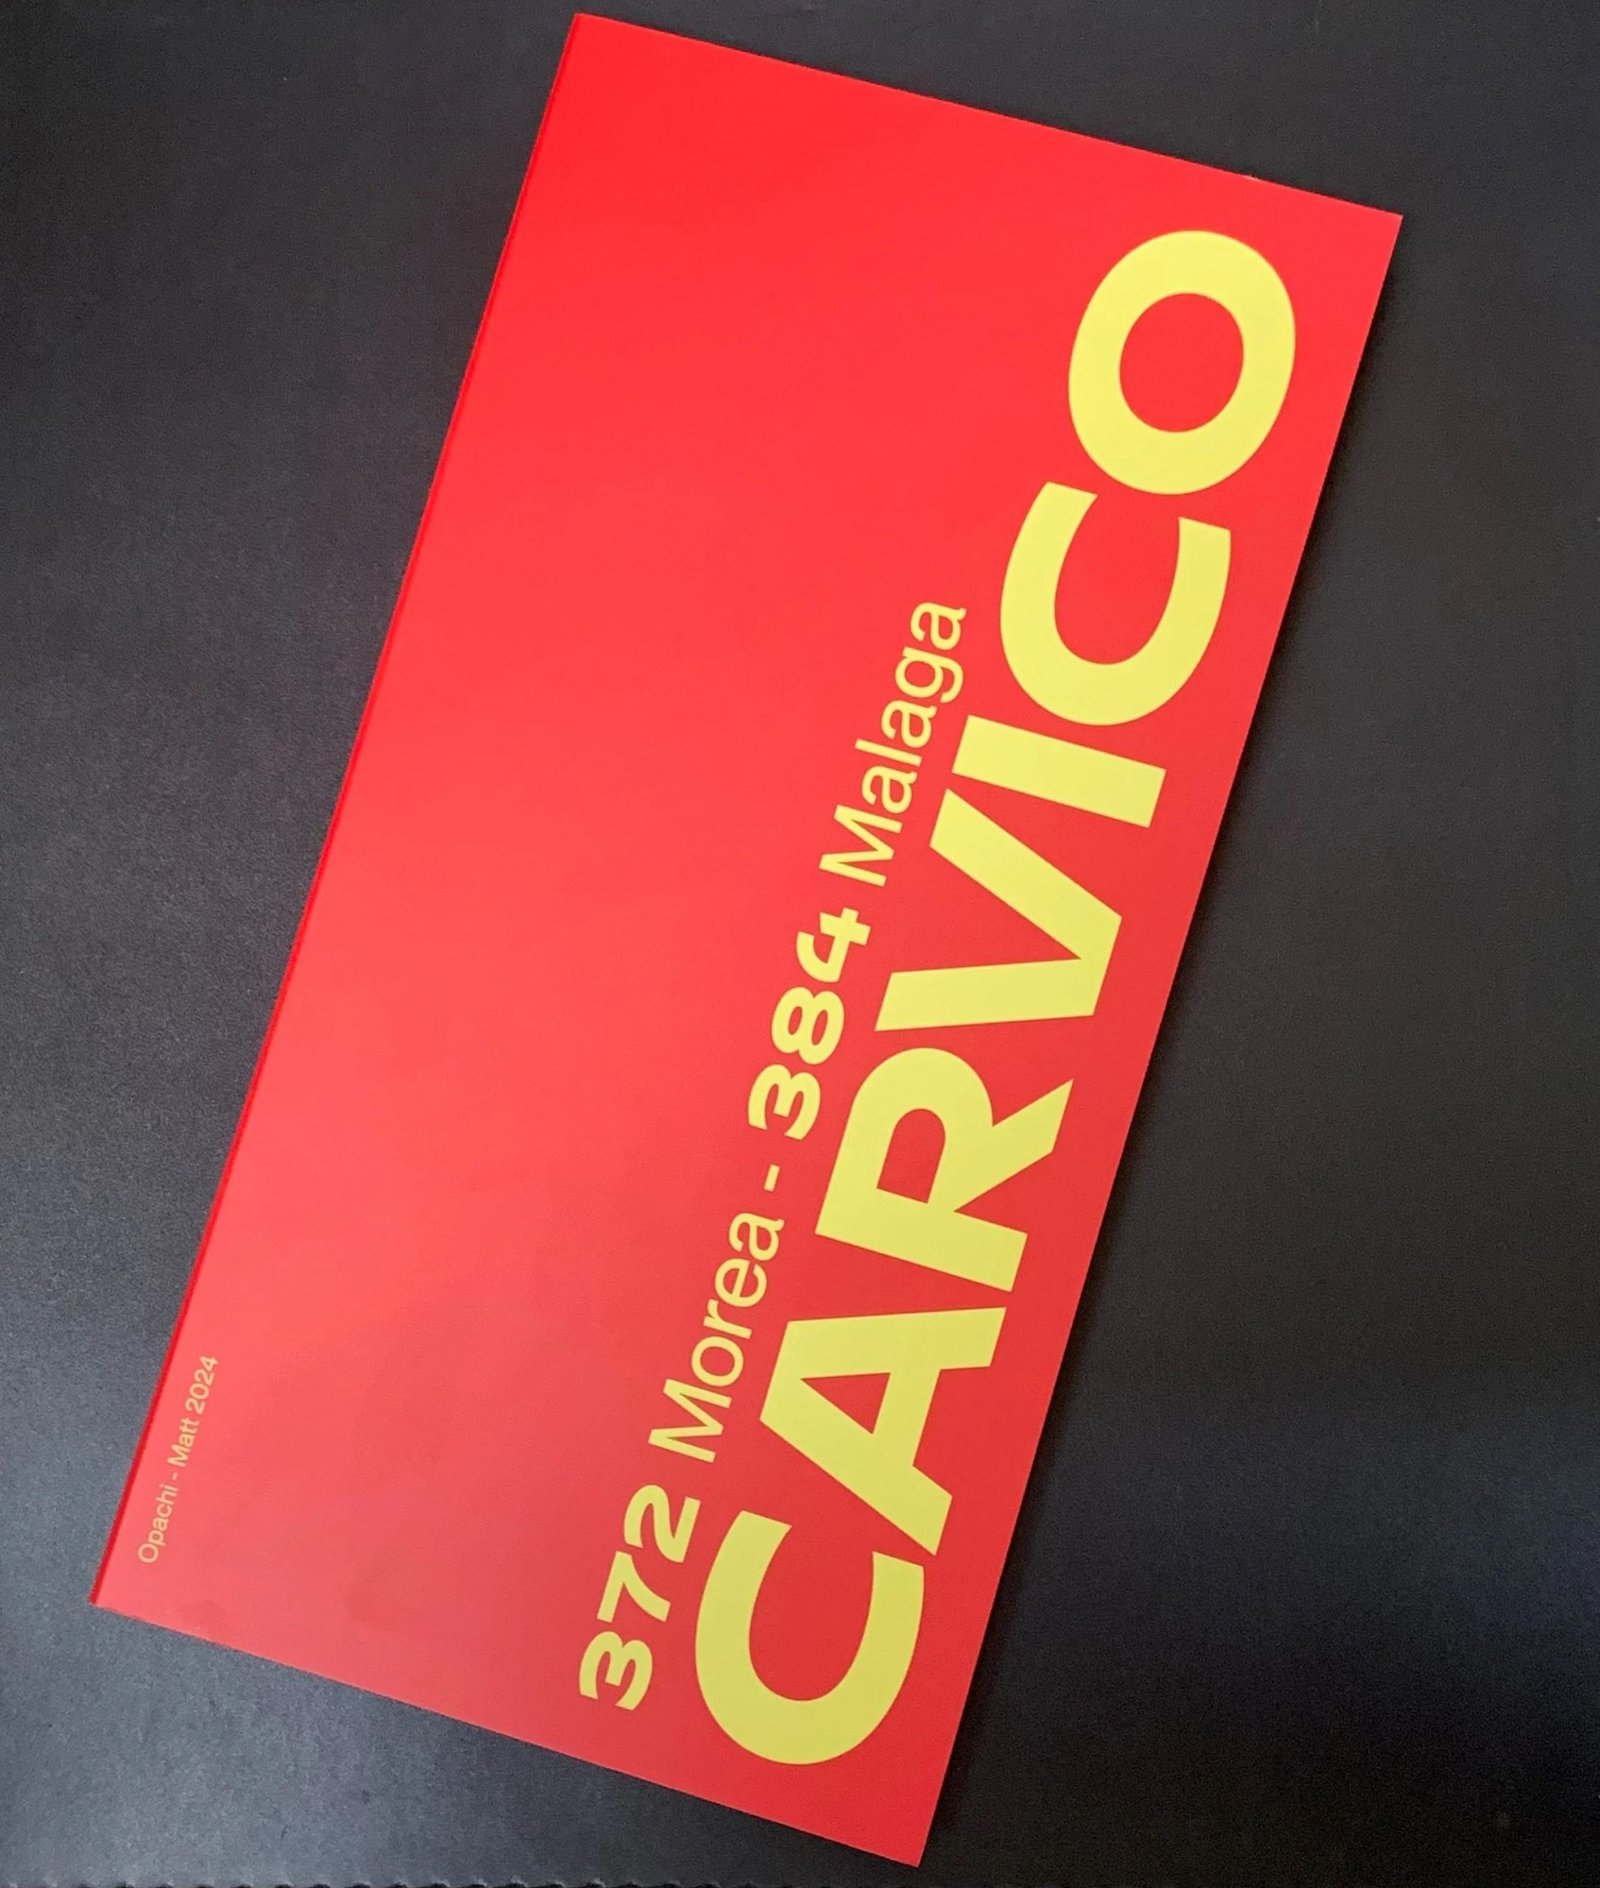 Opachi - Matt 2024
372 Morea - 384 Malaga
CARVICO